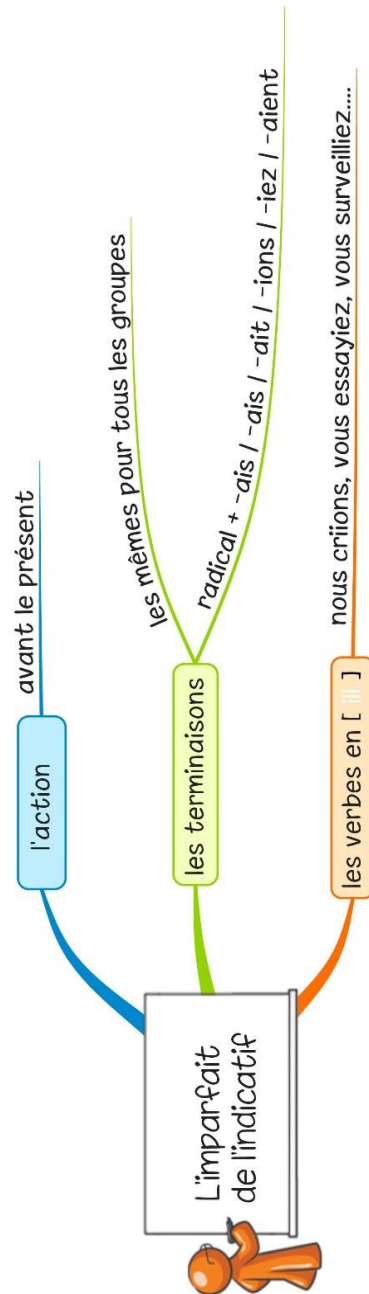 L'imparfait
de l'indicatif
l'action
avant le présent
les terminaisons
les mêmes pour tous les groupes
radical + -ais / -ais / -ait / -ions / -iez / -aient
les verbes en [ ill ]
nous criions, vous essayiez, vous surveilliez....